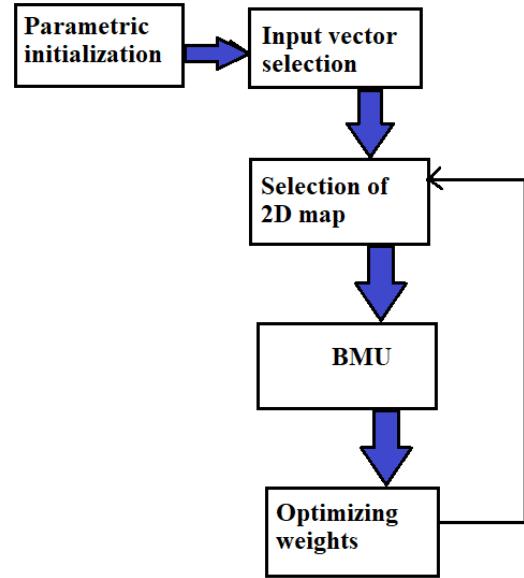 Parametric
initialization
Input vector
selection
Selection of
2D map
BMU
Optimizing
weights